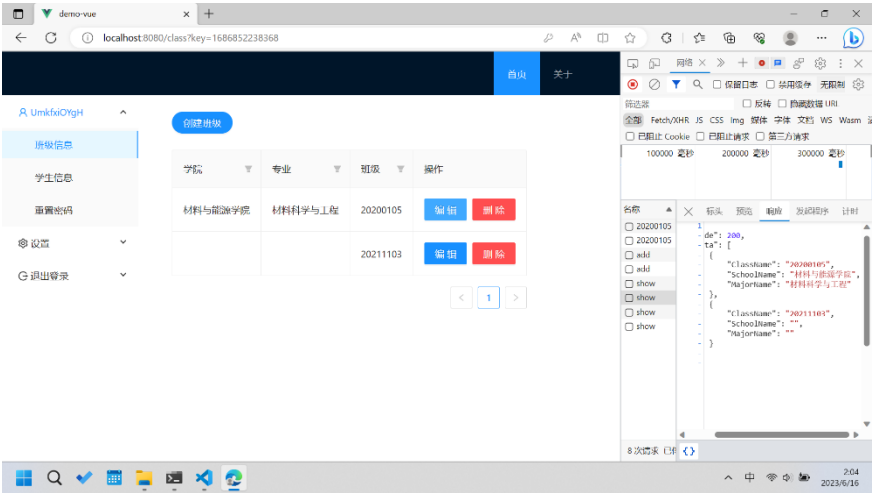 demo-vue
localhost:8080/class?key=1686852238368
首页
关于
UmkfxiOYgH
班级信息
学生信息
重置密码
设置
退出登录
创建班级
学院 专业 班级 操作
材料与能源学院 材料科学与工程 20200105 编辑 删除
20211103 编辑 删除
1
网络
保留日志 禁用缓存 无限制
筛选器 反转 隐藏数据 URL
全部 Fetch/XHR JS CSS Img 媒体 字体 文档 WS Wasm
已阻止 Cookie 已阻止请求 第三方请求
100000 毫秒 200000 毫秒 300000 毫秒
名称
20200105
20200105
add
add
show
show
show
show
标头 预览 响应 发起程序 计时
1
de": 200,
ta": [
{
"ClassName": "20200105",
"SchoolName": "材料与能源学院",
"MajorName": "材料科学与工程"
},
{
"ClassName": "20211103",
"SchoolName": "",
"MajorName": ""
}
8 次请求
中
2:04
2023/6/16